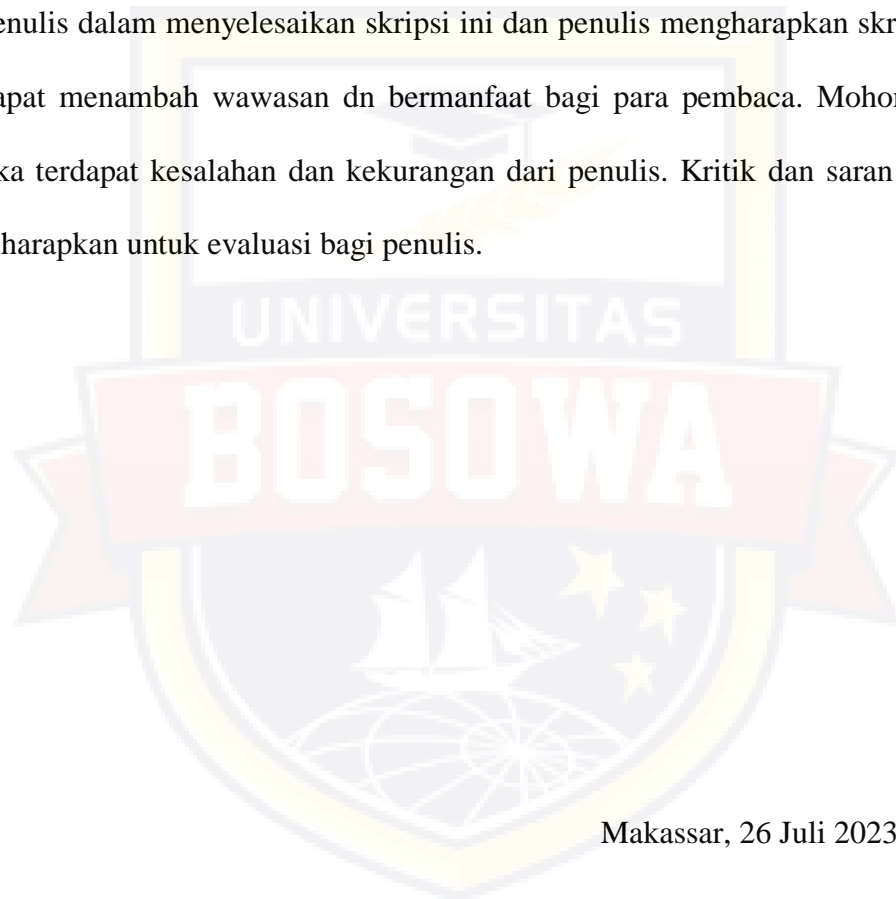 enulis dalam menyelesaikan skripsi ini dan penulis mengharapkan skr
apat menambah wawasan dn bermanfaat bagi para pembaca. Mohor
ka terdapat kesalahan dan kekurangan dari penulis. Kritik dan saran
harapkan untuk evaluasi bagi penulis.
UNIVERSITAS
BOSOWA
Makassar, 26 Juli 2023